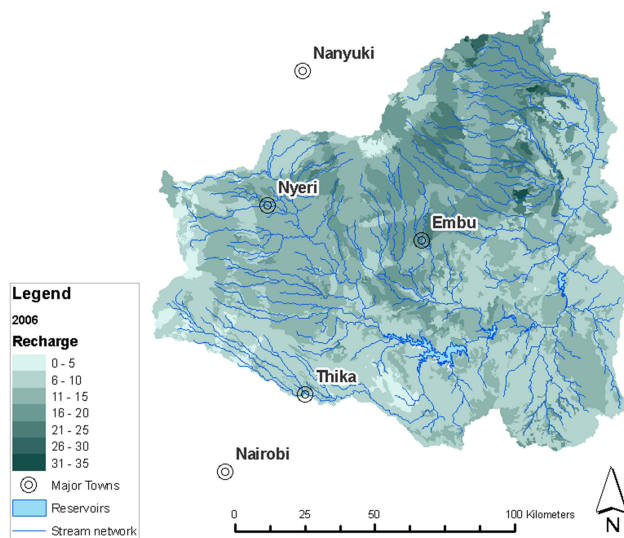 Nanyuki
Nyeri
Embu
Legend
2006
Recharge
0 - 5
6 - 10
11 - 15
16 - 20
21 - 25
26 - 30
31 - 35
Major Towns
Reservoirs
Stream network
Thika
Nairobi
0 25 50 100 Kilometers
N